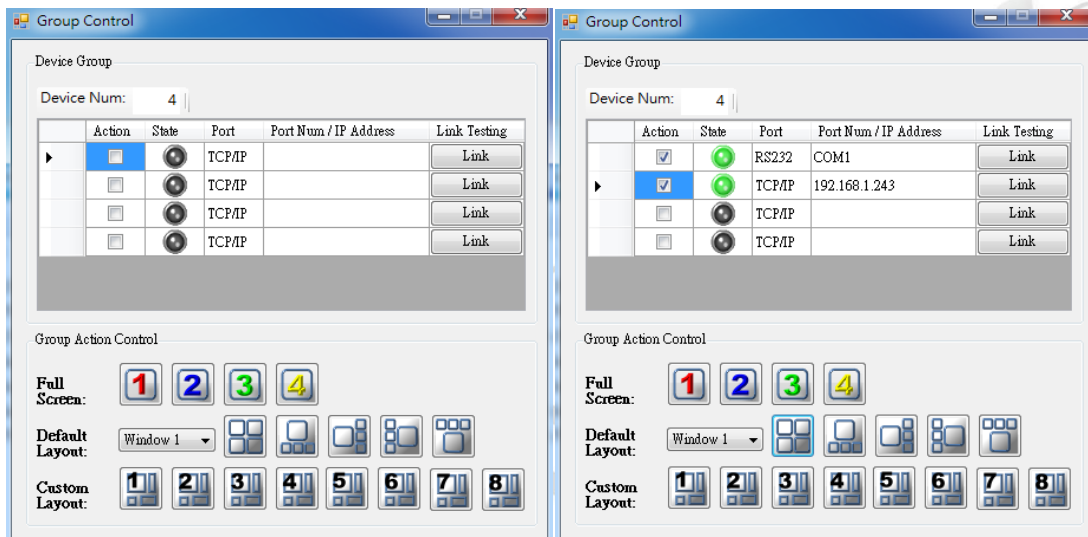 Group Control
Device Group
Device Num: 4
Action State Port Port Num / IP Address Link Testing
TCP/IP Link
TCP/IP Link
TCP/IP Link
TCP/IP Link
Group Action Control
Full Screen: 1 2 3 4
Default Layout: Window 1
Custom Layout: 1 2 3 4 5 6 7 8
Group Control
Device Group
Device Num: 4
Action State Port Port Num / IP Address Link Testing
RS232 COM1 Link
TCP/IP 192.168.1.243 Link
TCP/IP Link
TCP/IP Link
Group Action Control
Full Screen: 1 2 3 4
Default Layout: Window 1
Custom Layout: 1 2 3 4 5 6 7 8